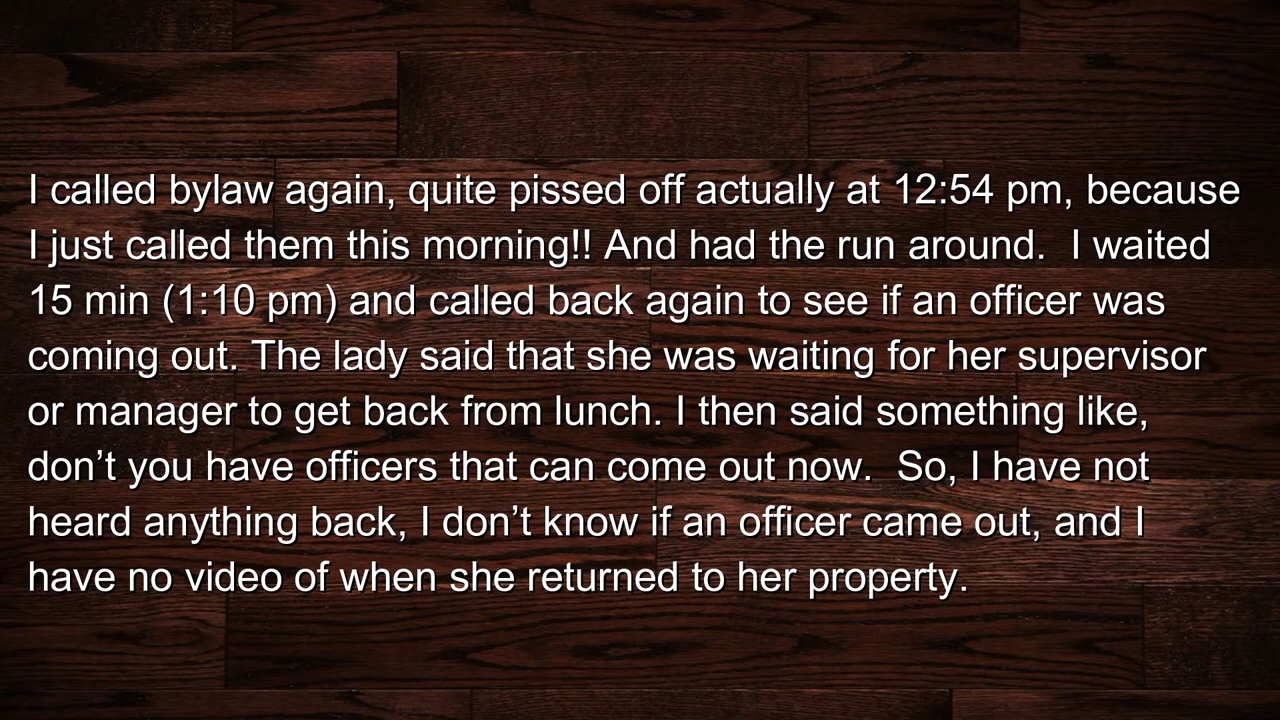 I called bylaw again, quite pissed off actually at 12:54 pm, because
I just called them this morning!! And had the run around.  I waited
15 min (1:10 pm) and called back again to see if an officer was
coming out. The lady said that she was waiting for her supervisor
or manager to get back from lunch. I then said something like,
don’t you have officers that can come out now.  So, I have not
heard anything back, I don’t know if an officer came out, and I
have no video of when she returned to her property.